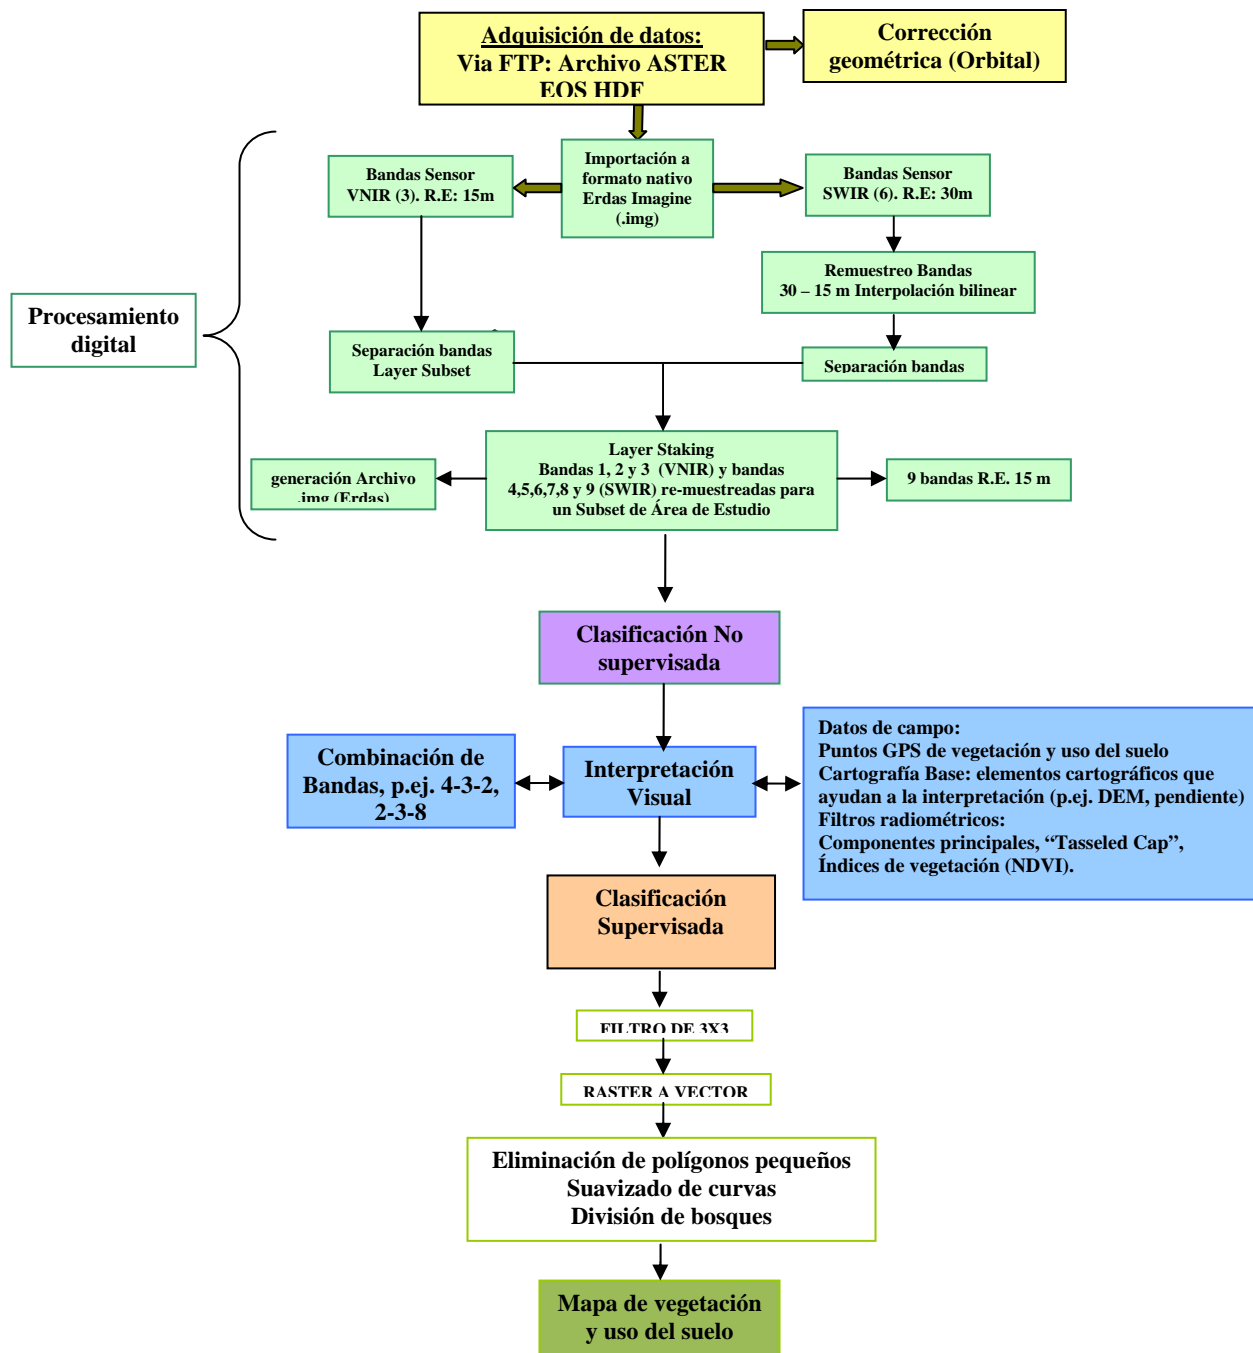 Adquisición de datos:
Via FTP: Archivo ASTER
EOS HDF
Corrección
geométrica (Orbital)
Importación a
formato nativo
Erdas Imagine
(.img)
Bandas Sensor
VNIR (3). R.E: 15m
Bandas Sensor
SWIR (6). R.E: 30m
Remuestreo Bandas
30 – 15 m Interpolación bilinear
Procesamiento
digital
Separación bandas
Layer Subset
Separación bandas
Layer Staking
Bandas 1, 2 y 3 (VNIR) y bandas
4,5,6,7,8 y 9 (SWIR) re-muestreadas para
un Subset de Área de Estudio
generación Archivo
.img (Erdas)
9 bandas R.E. 15 m
Clasificación No
supervisada
Combinación de
Bandas, p.ej. 4-3-2,
2-3-8
Interpretación
Visual
Datos de campo:
Puntos GPS de vegetación y uso del suelo
Cartografía Base: elementos cartográficos que
ayudan a la interpretación (p.ej. DEM, pendiente)
Filtros radiométricos:
Componentes principales, “Tasseled Cap”,
Índices de vegetación (NDVI).
Clasificación
Supervisada
FILTRO DE 3X3
RASTER A VECTOR
Eliminación de polígonos pequeños
Suavizado de curvas
División de bosques
Mapa de vegetación
y uso del suelo